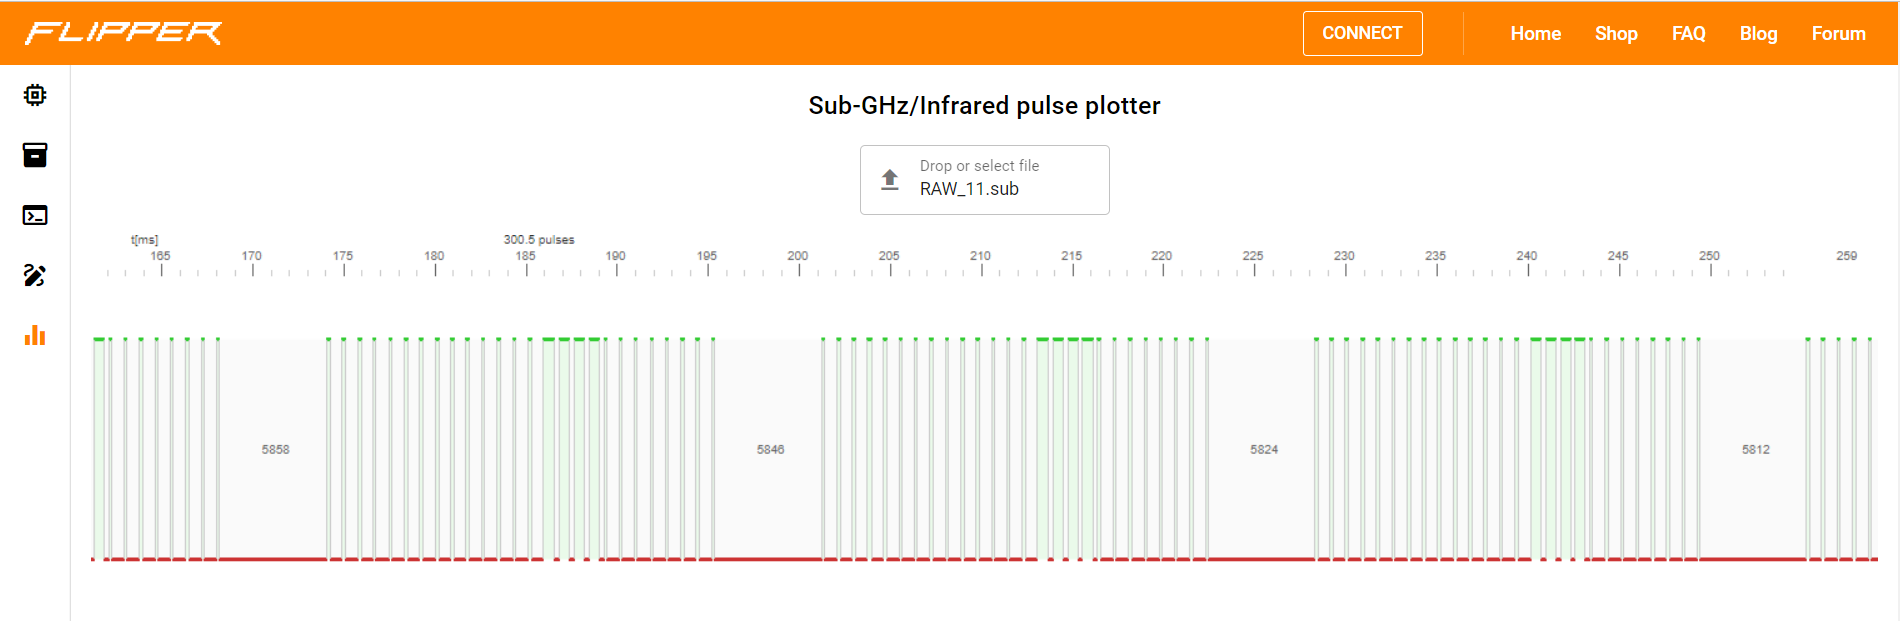 FLIPPER
CONNECT
Home Shop FAQ Blog Forum
Sub-GHz/Infrared pulse plotter
Drop or select file
RAW_11.sub
t[ms] 300.5 pulses
165 170 175 180 185 190 195 200 205 210 215 220 225 230 235 240 245 250 259
5858 5846 5824 5812